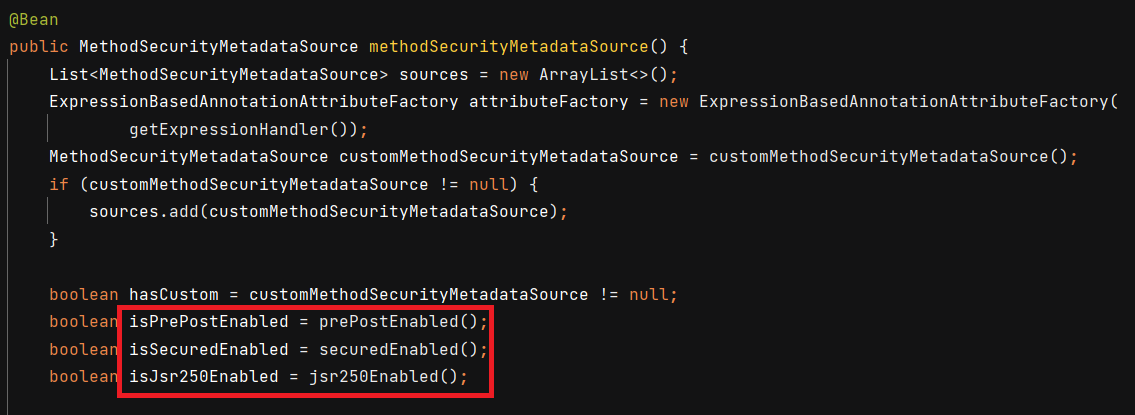 @Bean
public MethodSecurityMetadataSource methodSecurityMetadataSource() {
List<MethodSecurityMetadataSource> sources = new ArrayList<>();
ExpressionBasedAnnotationAttributeFactory attributeFactory = new ExpressionBasedAnnotationAttributeFactory(
getExpressionHandler());
MethodSecurityMetadataSource customMethodSecurityMetadataSource = customMethodSecurityMetadataSource();
if (customMethodSecurityMetadataSource != null) {
sources.add(customMethodSecurityMetadataSource);
}
boolean hasCustom = customMethodSecurityMetadataSource != null;
boolean isPrePostEnabled = prePostEnabled();
boolean isSecuredEnabled = securedEnabled();
boolean isJsr250Enabled = jsr250Enabled();